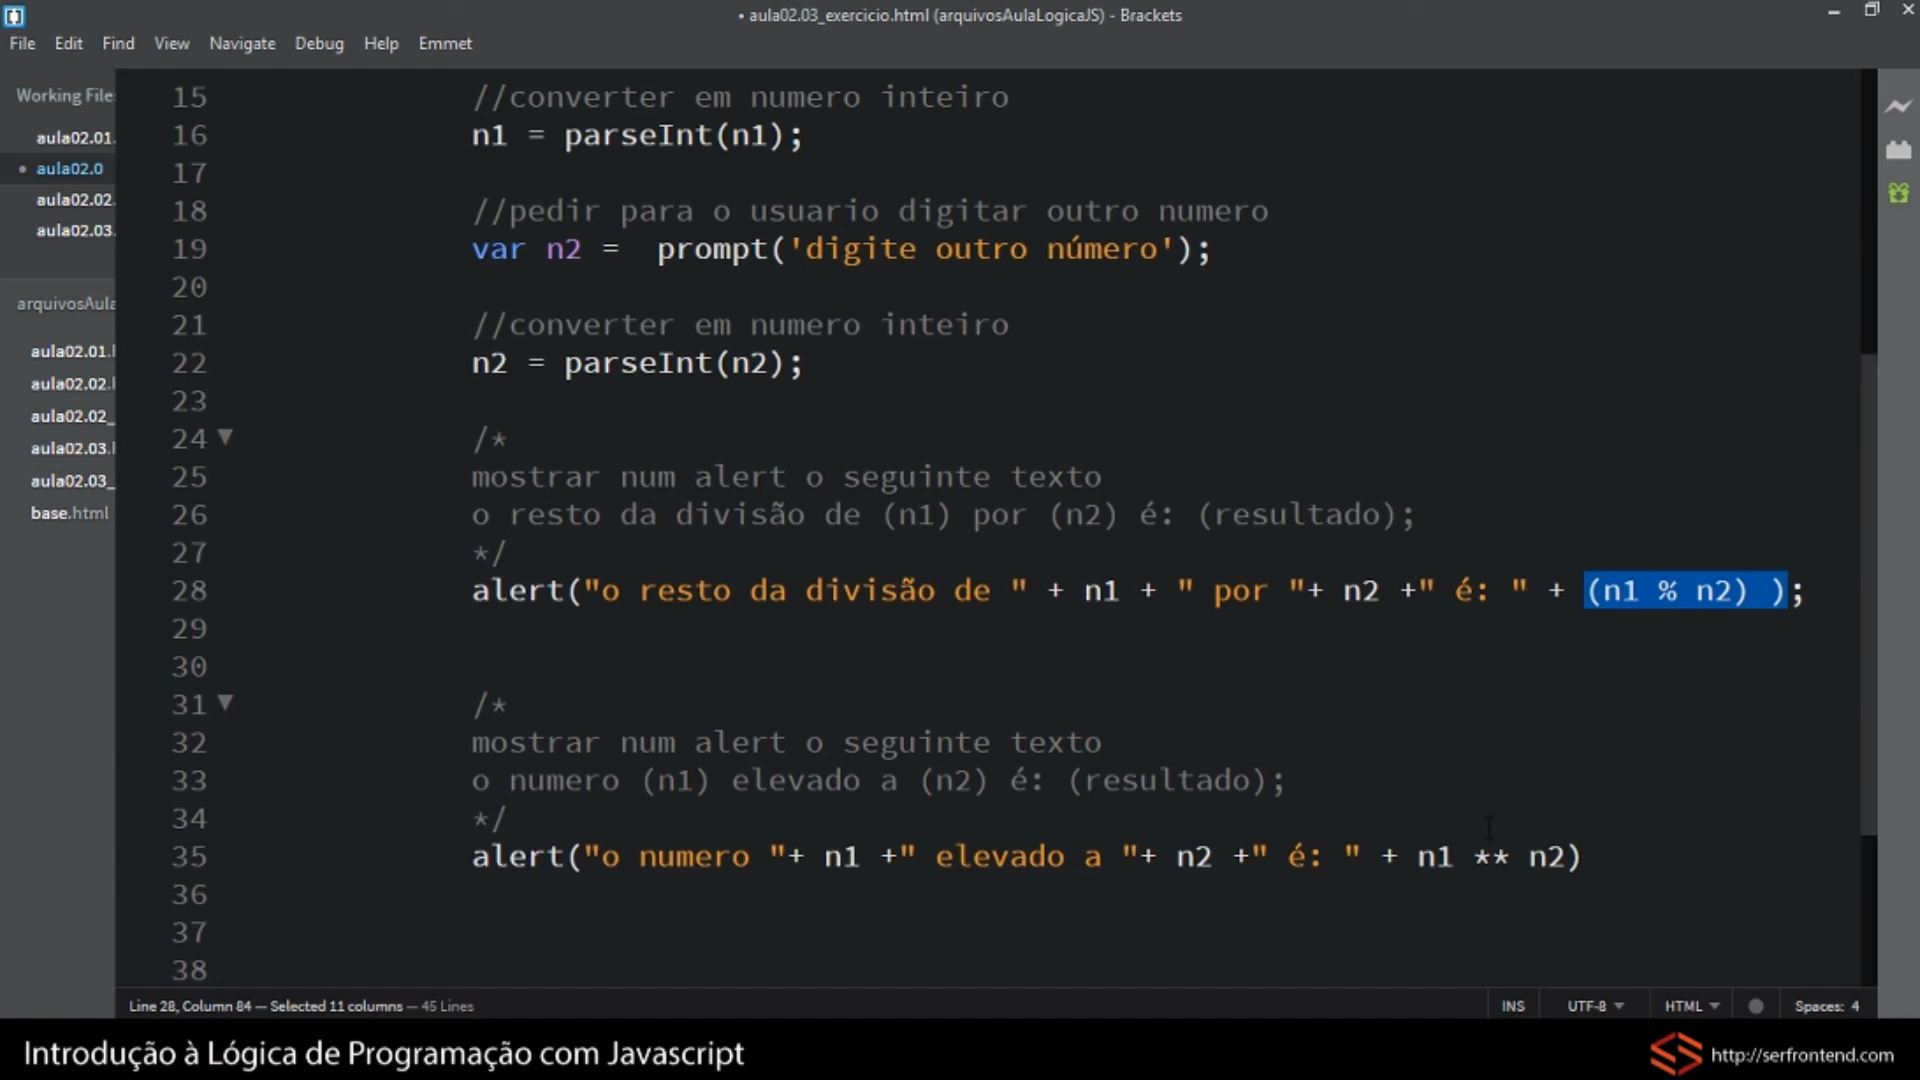 • aula02.03_exercicio.html (arquivosAulaLogicaJS) - Brackets
File Edit Find View Navigate Debug Help Emmet
Working File
aula02.01.
• aula02.0
aula02.02.
aula02.03.
arquivosAula
aula02.01.l
aula02.02.l
aula02.02_
aula02.03.l
aula02.03_
base.html
15 //converter em numero inteiro
16 n1 = parseInt(n1);
17
18 //pedir para o usuario digitar outro numero
19 var n2 =  prompt('digite outro número');
20
21 //converter em numero inteiro
22 n2 = parseInt(n2);
23
24 /*
25 mostrar num alert o seguinte texto
26 o resto da divisão de (n1) por (n2) é: (resultado);
27 */
28 alert("o resto da divisão de " + n1 + " por "+ n2 +" é: " + (n1 % n2) );
29
30
31 /*
32 mostrar num alert o seguinte texto
33 o numero (n1) elevado a (n2) é: (resultado);
34 */
35 alert("o numero "+ n1 +" elevado a "+ n2 +" é: " + n1 ** n2)
36
37
38
Line 28, Column 84 — Selected 11 columns — 45 Lines
INS UTF-8 HTML Spaces: 4
Introdução à Lógica de Programação com Javascript
http://serfrontend.com